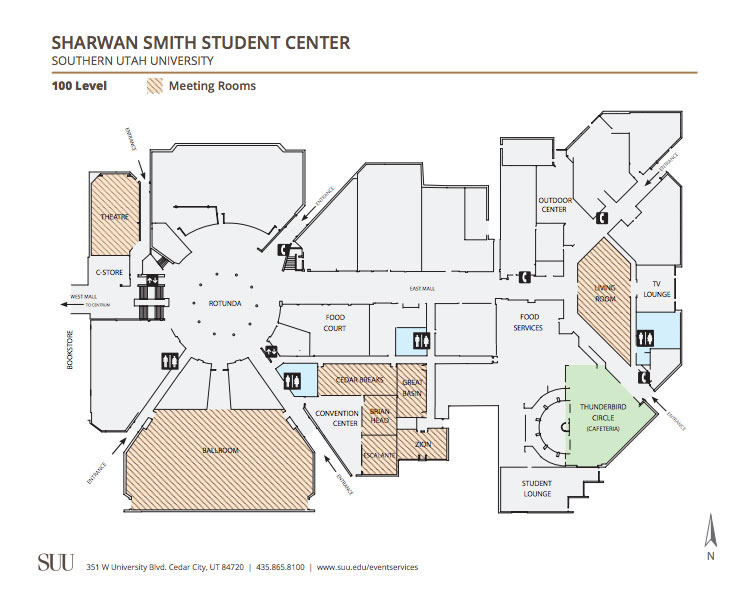 SHARWAN SMITH STUDENT CENTER
SOUTHERN UTAH UNIVERSITY
100 Level
Meeting Rooms
ENTRANCE
ENTRANCE
ENTRANCE
THEATRE
OUTDOOR
CENTER
C-STORE
WEST MALL
TO CENTRUM
ROTUNDA
EAST MALL
LIVING
ROOM
TV
LOUNGE
FOOD
COURT
FOOD
SERVICES
BOOKSTORE
CEDAR BREAKS
GREAT
BASIN
CONVENTION
CENTER
BRIAN
HEAD
THUNDERBIRD
CIRCLE
(CAFETERIA)
ENTRANCE
BALLROOM
ZION
ESCALANTE
ENTRANCE
ENTRANCE
STUDENT
LOUNGE
N
SUU
351 W University Blvd. Cedar City, UT 84720 | 435.865.8100 | www.suu.edu/eventservices